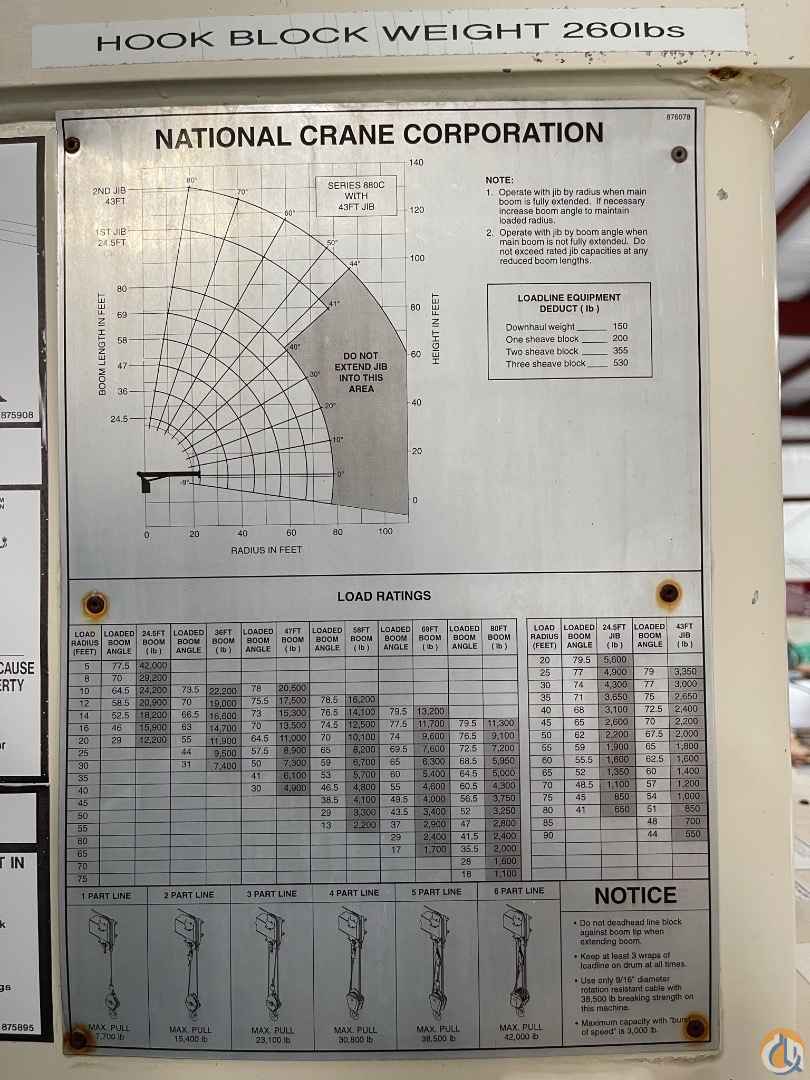 HOOK BLOCK WEIGHT 260lbs
876078
NATIONAL CRANE CORPORATION
SERIES 880C
WITH
43FT JIB
2ND JIB
43FT
1ST JIB
24.5FT
80
69
58
47
36
24.5
BOOM LENGTH IN FEET
80°
70°
60°
50°
44°
41°
40°
30°
20°
10°
0°
-9°
DO NOT
EXTEND JIB
INTO THIS
AREA
140
120
100
80
60
40
20
0
HEIGHT IN FEET
0 20 40 60 80 100
RADIUS IN FEET
NOTE:
1. Operate with jib by radius when main
boom is fully extended. If necessary
increase boom angle to maintain
loaded radius.
2. Operate with jib by boom angle when
main boom is not fully extended. Do
not exceed rated jib capacities at any
reduced boom lengths.
LOADLINE EQUIPMENT
DEDUCT ( lb )
Downhaul weight _____ 150
One sheave block _____ 200
Two sheave block _____ 355
Three sheave block _____ 530
LOAD RATINGS
LOAD RADIUS (FEET) LOADED BOOM ANGLE 24.5FT BOOM ( lb ) LOADED BOOM ANGLE 36FT BOOM ( lb ) LOADED BOOM ANGLE 47FT BOOM ( lb ) LOADED BOOM ANGLE 58FT BOOM ( lb ) LOADED BOOM ANGLE 69FT BOOM ( lb ) LOADED BOOM ANGLE 80FT BOOM ( lb )
5 77.5 42,000
8 70 29,200
10 64.5 24,200 73.5 22,200 78 20,500
12 58.5 20,900 70 19,000 75.5 17,500 78.5 16,200
14 52.5 18,200 66.5 16,600 73 15,300 76.5 14,100 79.5 13,200
16 46 15,900 63 14,700 70 13,500 74.5 12,500 77.5 11,700 79.5 11,300
20 29 12,200 55 11,900 64.5 11,000 70 10,100 74 9,600 76.5 9,100
25 44 9,500 57.5 8,900 65 8,200 69.5 7,600 72.5 7,200
30 31 7,400 50 7,300 59 6,700 65 6,300 68.5 5,950
35 41 6,100 53 5,700 60 5,400 64.5 5,000
40 30 4,900 46.5 4,800 55 4,600 60.5 4,300
45 38.5 4,100 49.5 4,000 56.5 3,750
50 29 3,300 43.5 3,400 52 3,250
55 13 2,200 37 2,900 47 2,800
60 29 2,400 41.5 2,400
65 17 1,700 35.5 2,000
70 28 1,600
75 18 1,100
LOAD RADIUS (FEET) LOADED BOOM ANGLE 24.5FT JIB ( lb ) LOADED BOOM ANGLE 43FT JIB ( lb )
20 79.5 5,600
25 77 4,900 79 3,350
30 74 4,300 77 3,000
35 71 3,650 75 2,650
40 68 3,100 72.5 2,400
45 65 2,600 70 2,200
50 62 2,200 67.5 2,000
55 59 1,900 65 1,800
60 55.5 1,600 62.5 1,600
65 52 1,350 60 1,400
70 48.5 1,100 57 1,200
75 45 850 54 1,000
80 41 650 51 850
85 48 700
90 44 550
1 PART LINE
MAX. PULL
7,700 lb
2 PART LINE
MAX. PULL
15,400 lb
3 PART LINE
MAX. PULL
23,100 lb
4 PART LINE
MAX. PULL
30,800 lb
5 PART LINE
MAX. PULL
38,500 lb
6 PART LINE
MAX. PULL
42,000 lb
NOTICE
• Do not deadhead line block
against boom tip when
extending boom.
• Keep at least 3 wraps of
loadline on drum at all times.
• Use only 9/16" diameter
rotation resistant cable with
38,500 lb breaking strength on
this machine.
• Maximum capacity with "burst
of speed" is 3,000 lb.
875908
CAUSE
ERTY
T IN
875895